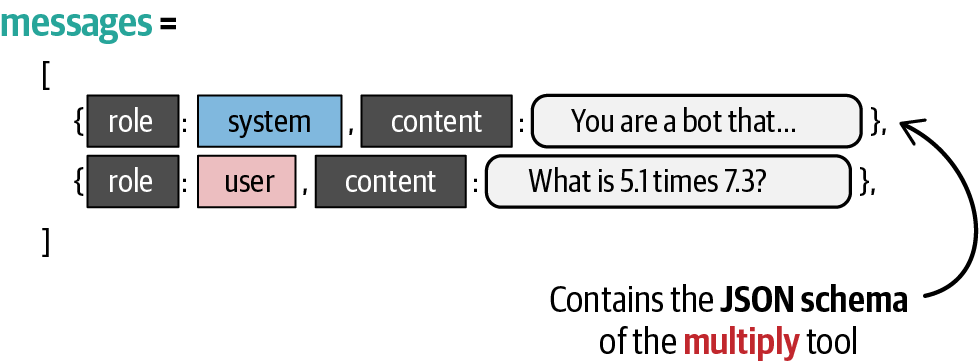 messages =
[
{ role : system , content : You are a bot that... },
{ role : user , content : What is 5.1 times 7.3? },
]
Contains the JSON schema
of the multiply tool